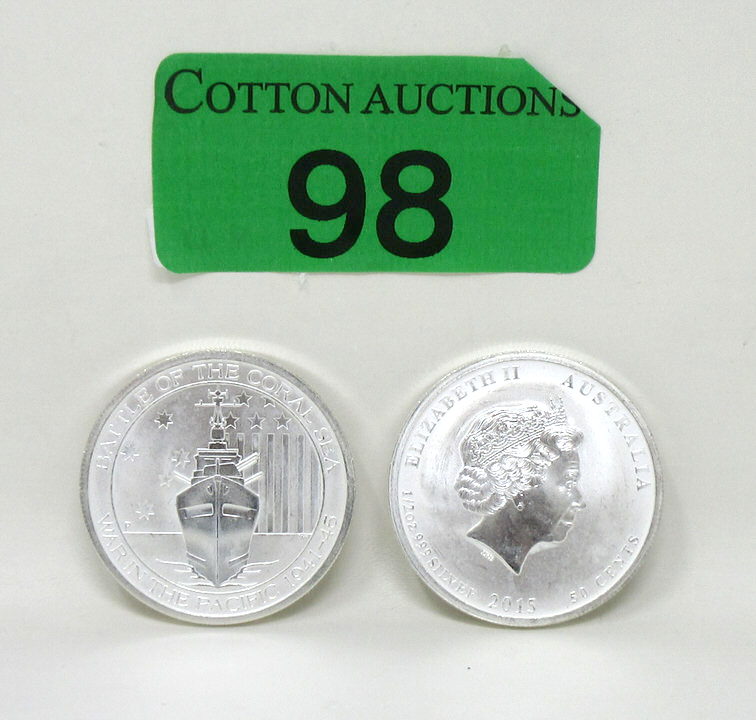 COTTON AUCTIONS
98
BATTLE OF THE CORAL SEA
WAR IN THE PACIFIC 1941-45
ELIZABETH II AUSTRALIA
1/2 OZ 999 SILVER 2015 50 CENTS